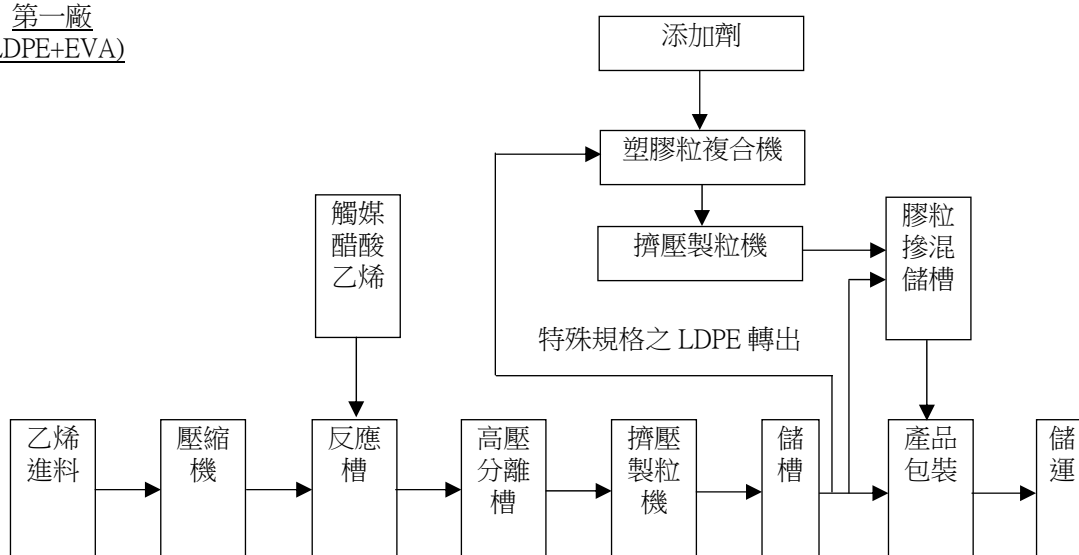 第一廠
LDPE+EVA)
添加劑
塑膠粒複合機
擠壓製粒機
觸媒
醋酸
乙烯
膠粒
摻混
儲槽
特殊規格之 LDPE 轉出
乙烯
進料
壓縮
機
反應
槽
高壓
分離
槽
擠壓
製粒
機
儲
槽
產品
包裝
儲
運